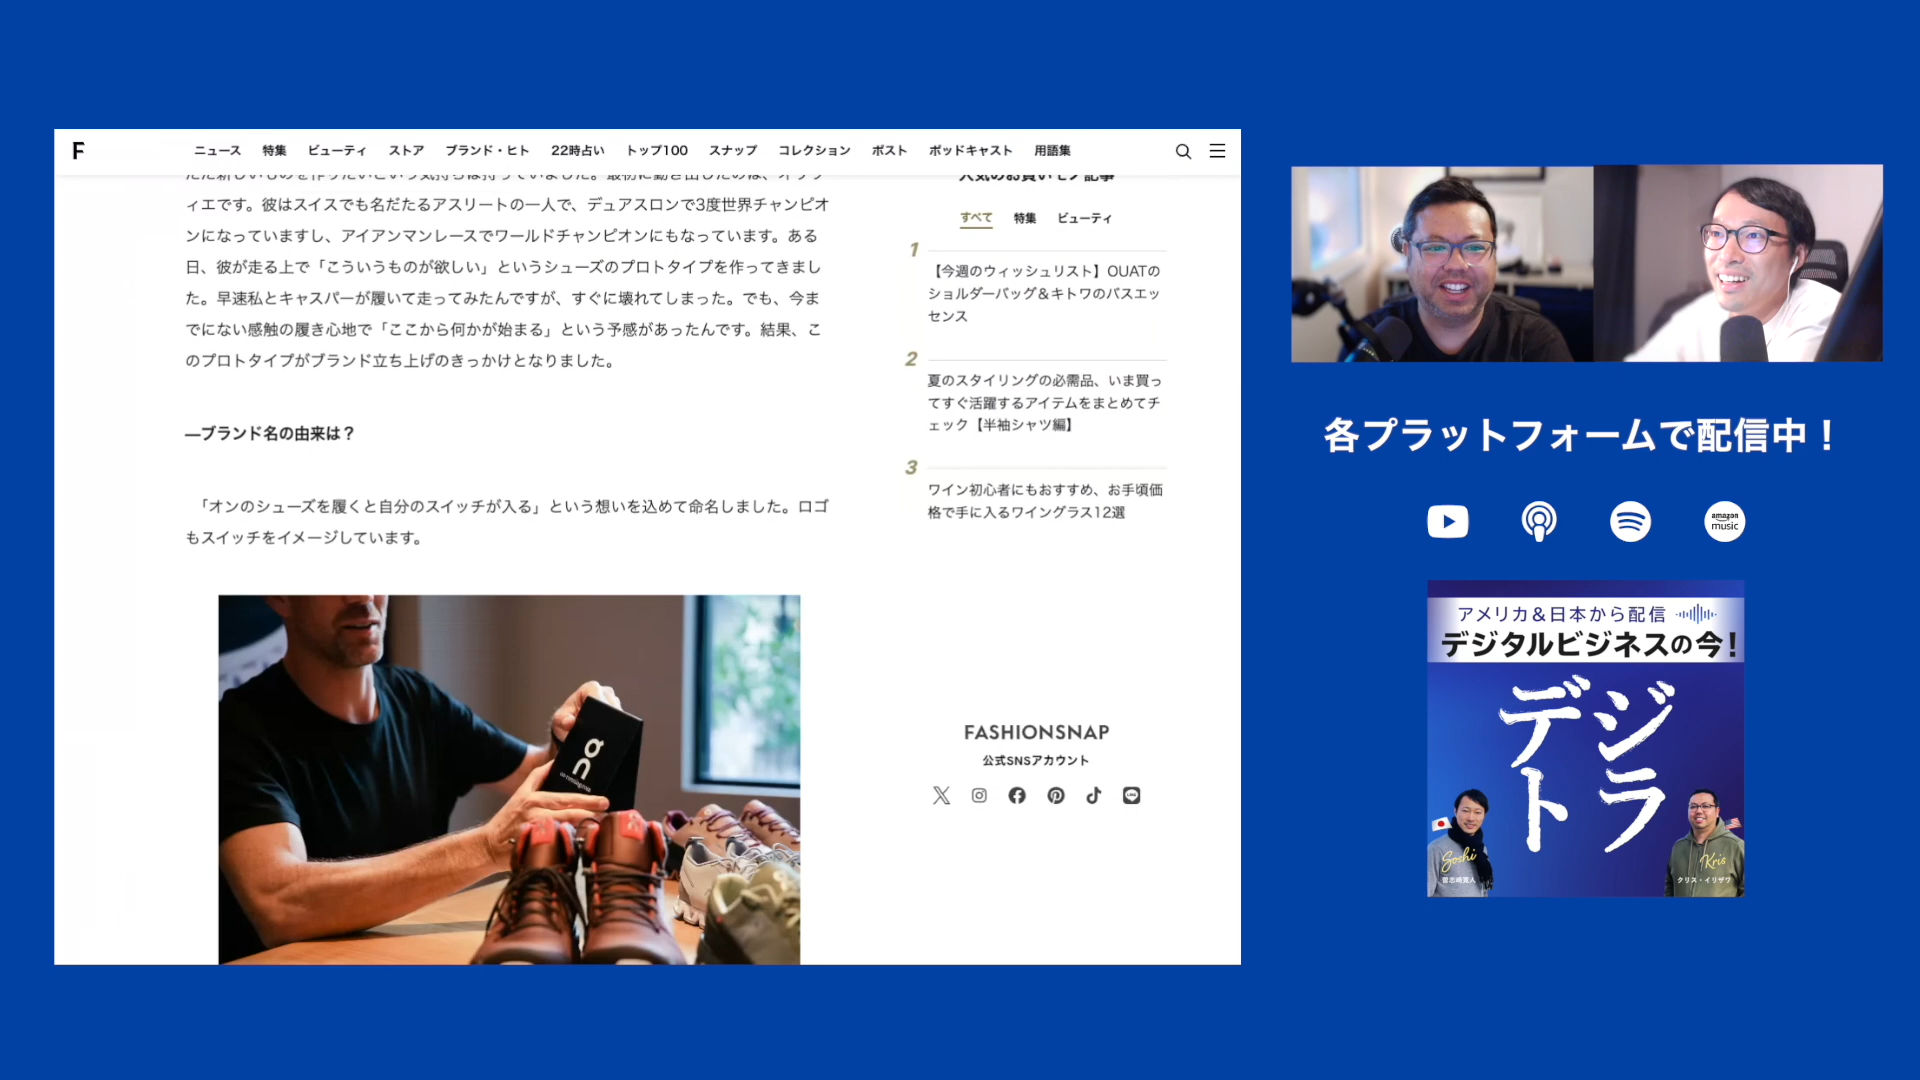 F
ニュース 特集 ビューティ ストア ブランド・ヒト 22時占い トップ100 スナップ コレクション ポスト ポッドキャスト 用語集
ィエです。彼はスイスでも名だたるアスリートの一人で、デュアスロンで3度世界チャンピオ
ンになっていますし、アイアンマンレースでワールドチャンピオンにもなっています。ある
日、彼が走る上で「こういうものが欲しい」というシューズのプロトタイプを作ってきまし
た。早速私とキャスパーが履いて走ってみたんですが、すぐに壊れてしまった。でも、今ま
でにない感触の履き心地で「ここから何かが始まる」という予感があったんです。結果、こ
のプロトタイプがブランド立ち上げのきっかけとなりました。
―ブランド名の由来は？
「オンのシューズを履くと自分のスイッチが入る」という想いを込めて命名しました。ロゴ
もスイッチをイメージしています。
人気のお買いモノ記事
すべて 特集 ビューティ
1
【今週のウィッシュリスト】OUATの
ショルダーバッグ＆キトワのバスエッ
センス
2
夏のスタイリングの必需品、いま買っ
てすぐ活躍するアイテムをまとめてチ
ェック【半袖シャツ編】
3
ワイン初心者にもおすすめ、お手頃価
格で手に入るワイングラス12選
FASHIONSNAP
公式SNSアカウント
各プラットフォームで配信中！
amazon
music
アメリカ＆日本から配信
デジタルビジネスの今！
デジ
トラ
Soshi
Kris
クリス・イリザワ